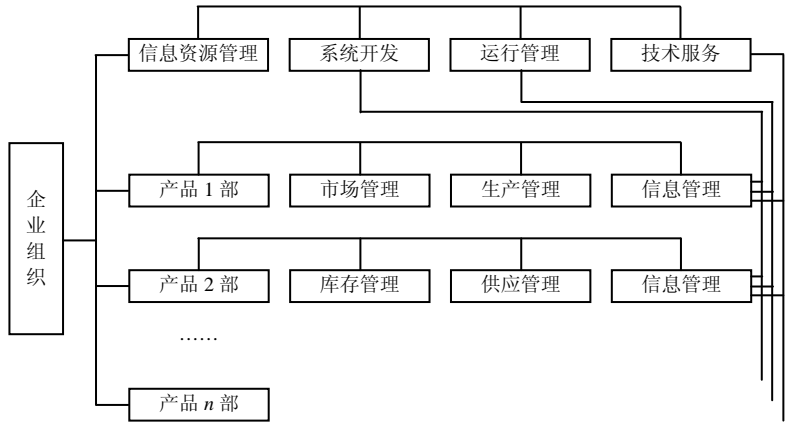 信息资源管理 系统开发 运行管理 技术服务
企业组织
产品 1 部 市场管理 生产管理 信息管理
产品 2 部 库存管理 供应管理 信息管理
……
产品 n 部